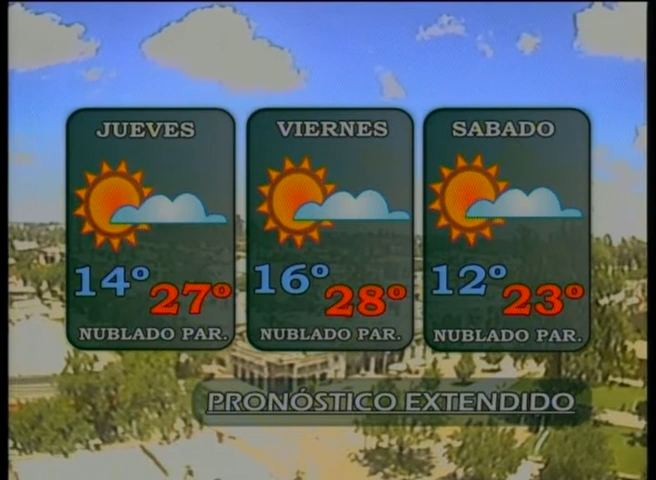 JUEVES
14º 27º
NUBLADO PAR.
VIERNES
16º 28º
NUBLADO PAR.
SABADO
12º 23º
NUBLADO PAR.
PRONÓSTICO EXTENDIDO